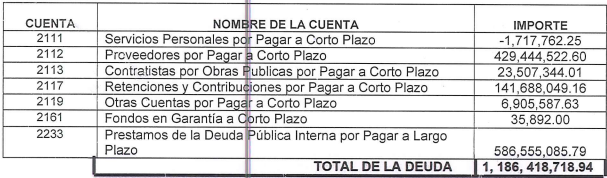 CUENTA NOMBRE DE LA CUENTA IMPORTE
2111 Servicios Personales por Pagar a Corto Plazo -1,717,762.25
2112 Proveedores por Pagar a Corto Plazo 429,444,522.60
2113 Contratistas por Obras Publicas por Pagar a Corto Plazo 23,507,344.01
2117 Retenciones y Contribuciones por Pagar a Corto Plazo 141,688,049.16
2119 Otras Cuentas por Pagar a Corto Plazo 6,905,587.63
2161 Fondos en Garantía a Corto Plazo 35,892.00
2233 Prestamos de la Deuda Pública Interna por Pagar a Largo
Plazo 586,555,085.79
TOTAL DE LA DEUDA 1, 186, 418,718.94